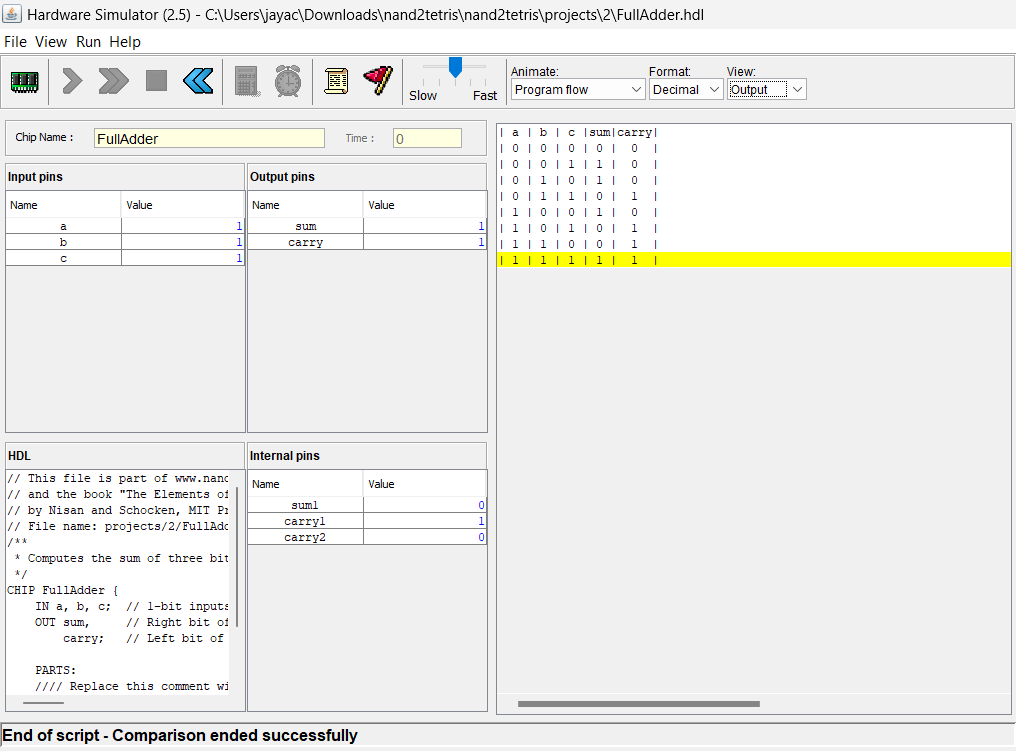 Hardware Simulator (2.5) - C:\Users\jayac\Downloads\nand2tetris\nand2tetris\projects\2\FullAdder.hdl
File View Run Help
Slow Fast
Animate: Format: View:
Program flow Decimal Output
Chip Name : FullAdder Time : 0
Input pins
Name Value
a 1
b 1
c 1
Output pins
Name Value
sum 1
carry 1
HDL
// This file is part of www.nand
// and the book "The Elements of
// by Nisan and Schocken, MIT Pr
// File name: projects/2/FullAdd
/**
* Computes the sum of three bit
*/
CHIP FullAdder {
IN a, b, c; // 1-bit inputs
OUT sum, // Right bit of
carry; // Left bit of
PARTS:
//// Replace this comment wi
Internal pins
Name Value
sum1 0
carry1 1
carry2 0
| a | b | c |sum|carry|
| 0 | 0 | 0 | 0 | 0 |
| 0 | 0 | 1 | 1 | 0 |
| 0 | 1 | 0 | 1 | 0 |
| 0 | 1 | 1 | 0 | 1 |
| 1 | 0 | 0 | 1 | 0 |
| 1 | 0 | 1 | 0 | 1 |
| 1 | 1 | 0 | 0 | 1 |
| 1 | 1 | 1 | 1 | 1 |
End of script - Comparison ended successfully